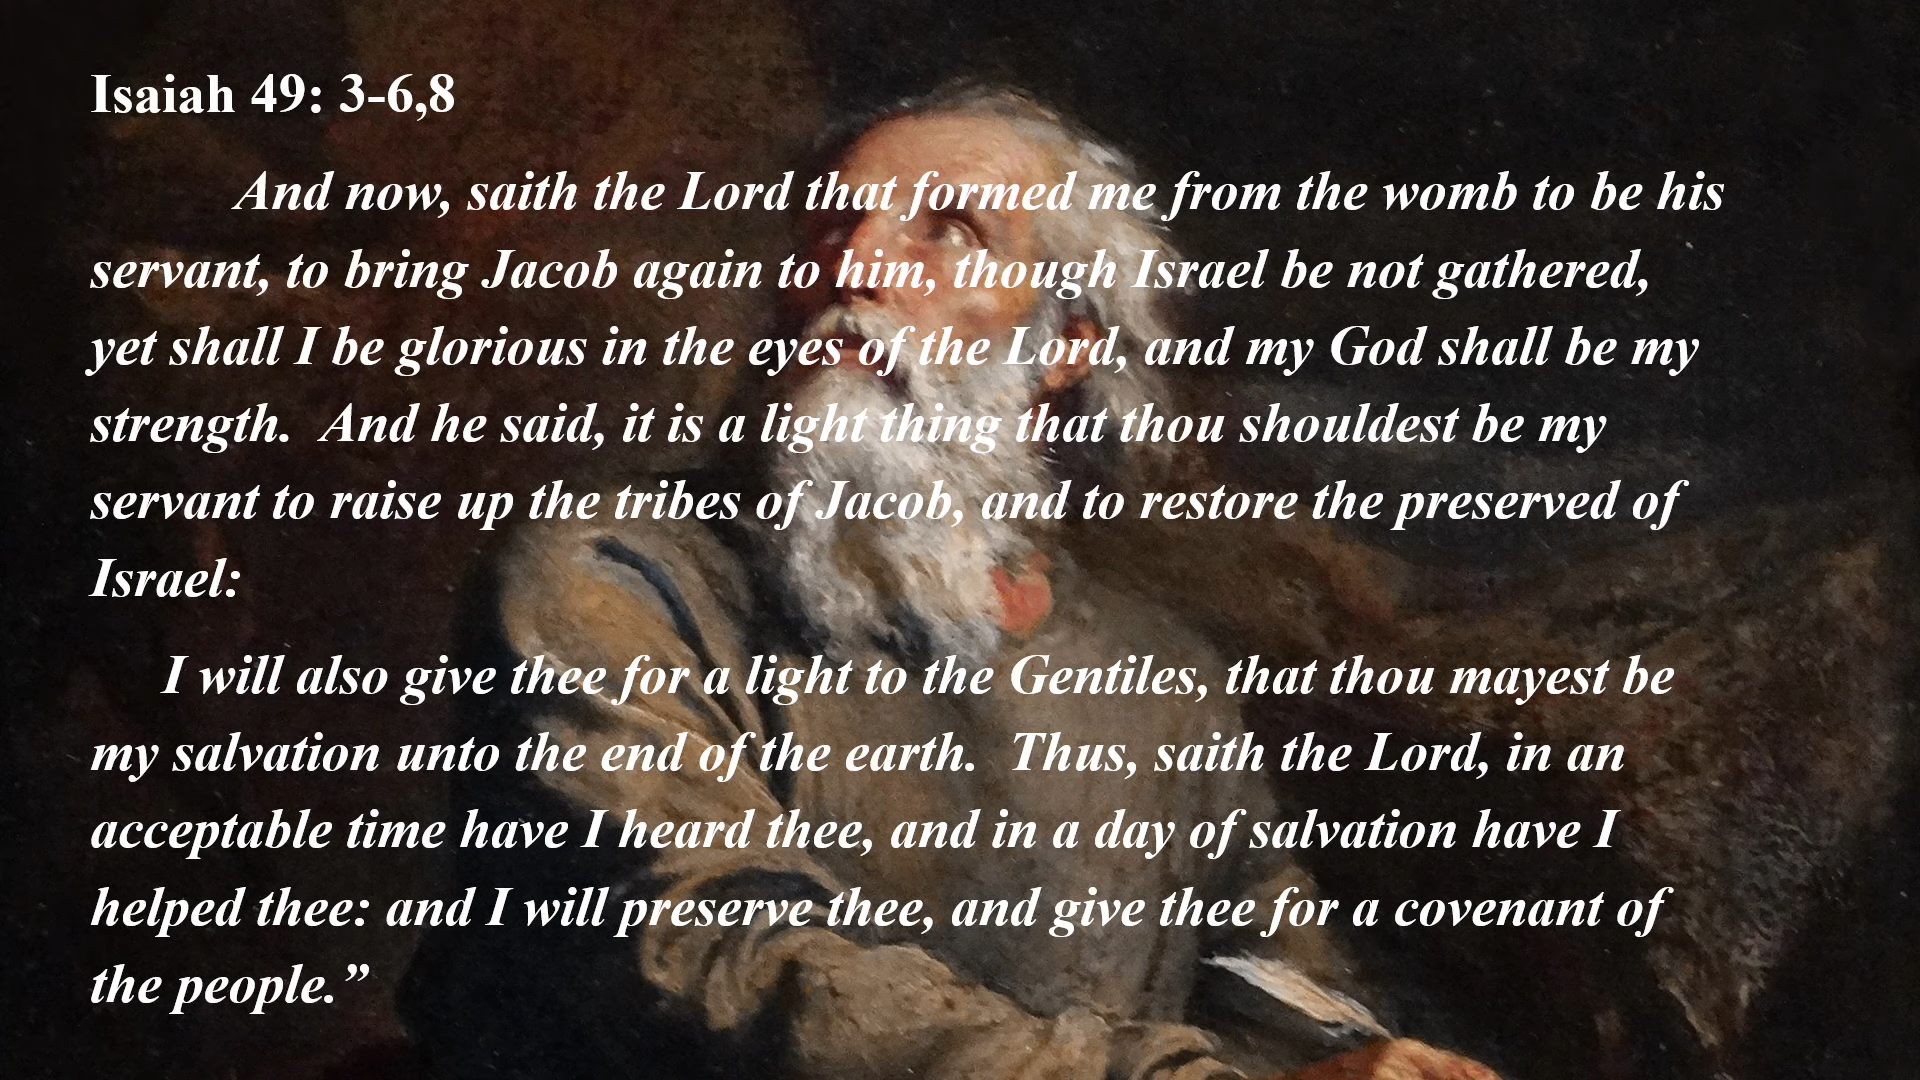 Isaiah 49: 3-6,8
And now, saith the Lord that formed me from the womb to be his
servant, to bring Jacob again to him, though Israel be not gathered,
yet shall I be glorious in the eyes of the Lord, and my God shall be my
strength.  And he said, it is a light thing that thou shouldest be my
servant to raise up the tribes of Jacob, and to restore the preserved of
Israel:
I will also give thee for a light to the Gentiles, that thou mayest be
my salvation unto the end of the earth.  Thus, saith the Lord, in an
acceptable time have I heard thee, and in a day of salvation have I
helped thee: and I will preserve thee, and give thee for a covenant of
the people.”